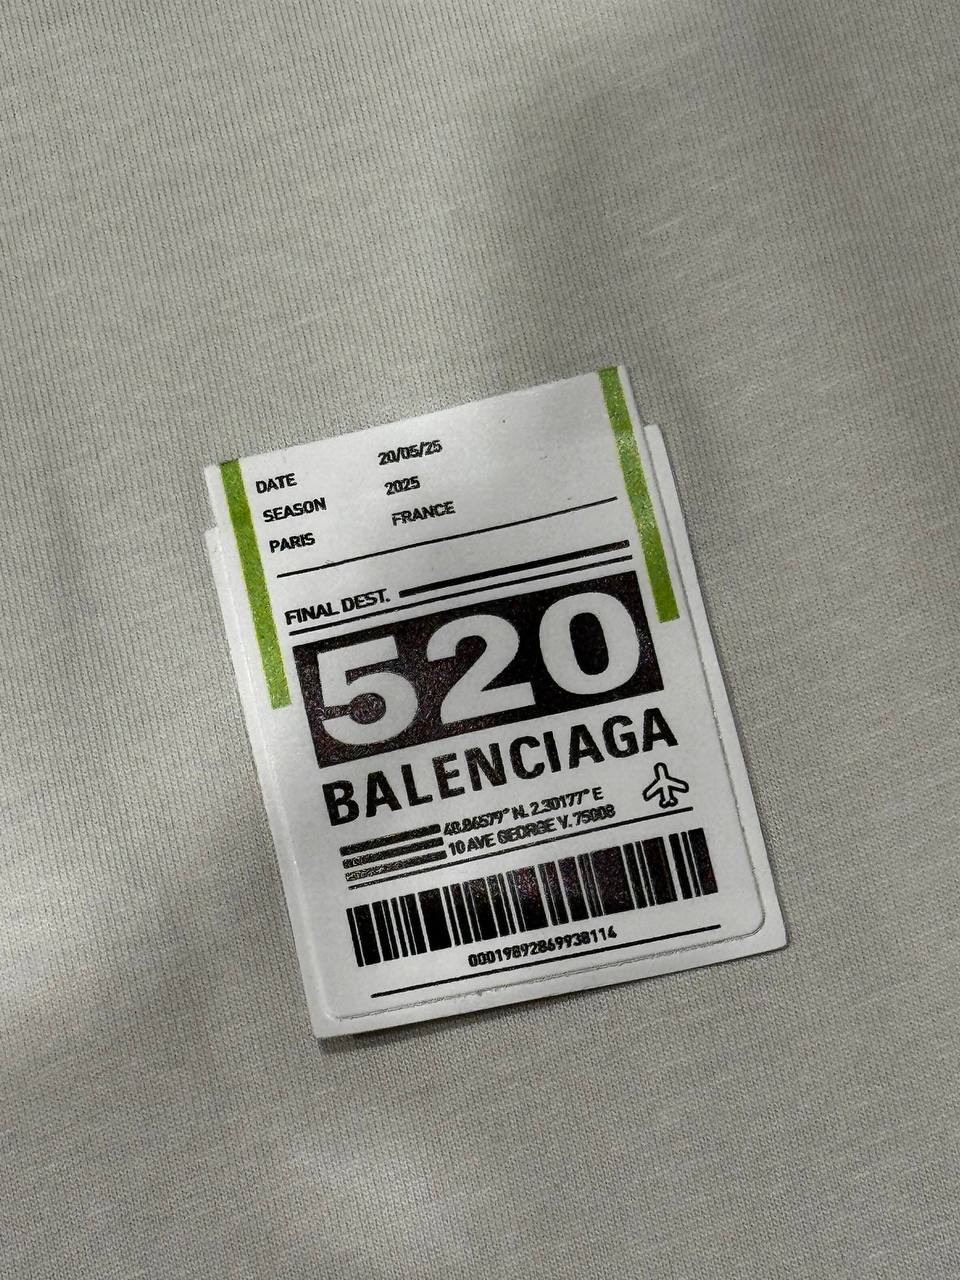 DATE 20/05/25
SEASON 2025
PARIS FRANCE
FINAL DEST.
520
BALENCIAGA
48.86579° N, 2.30177° E
10 AVE GEORGE V. 75008
00019892869938114